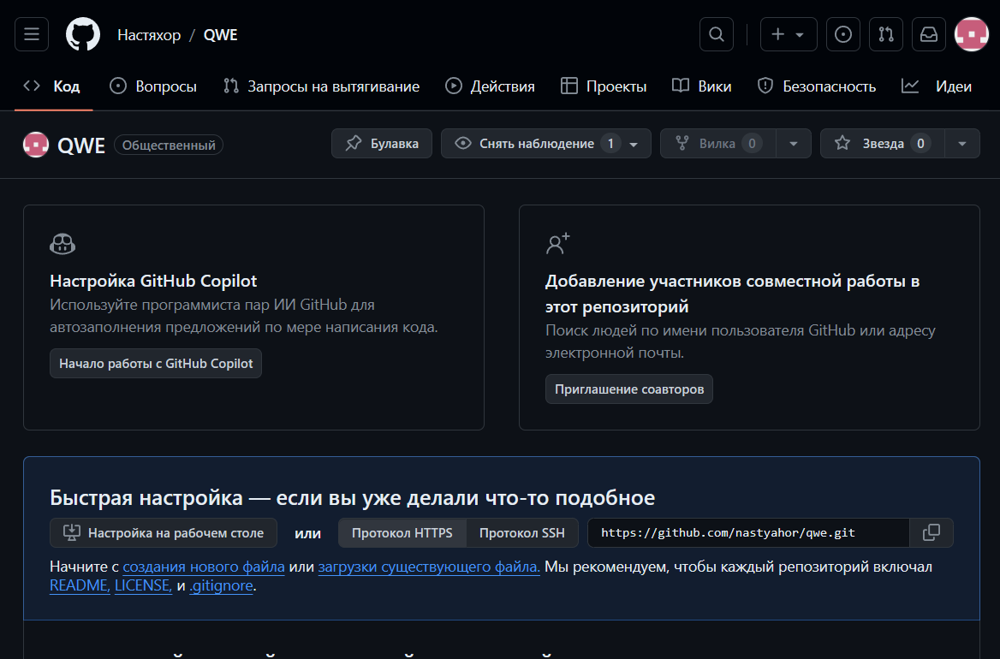 Настяхор / QWE
Код Вопросы Запросы на вытягивание Действия Проекты Вики Безопасность Идеи
QWE Общественный Булавка Снять наблюдение 1 Вилка 0 Звезда 0
Настройка GitHub Copilot
Используйте программиста пар ИИ GitHub для
автозаполнения предложений по мере написания кода.
Начало работы с GitHub Copilot
Добавление участников совместной работы в
этот репозиторий
Поиск людей по имени пользователя GitHub или адресу
электронной почты.
Приглашение соавторов
Быстрая настройка — если вы уже делали что-то подобное
Настройка на рабочем столе или Протокол HTTPS Протокол SSH https://github.com/nastyahor/qwe.git
Начните с создания нового файла или загрузки существующего файла. Мы рекомендуем, чтобы каждый репозиторий включал
README, LICENSE, и .gitignore.